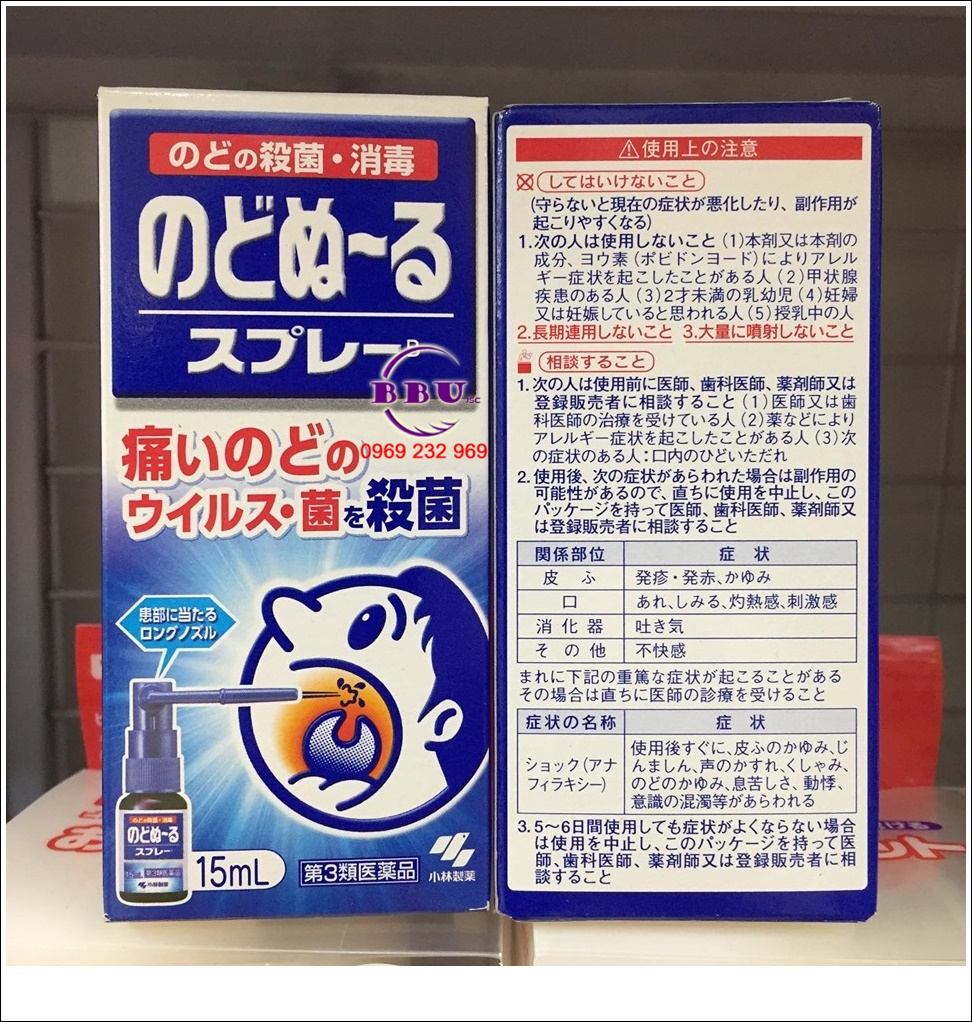 のどの殺菌・消毒
のどぬ〜る
スプレー
BBU JSC
0969 232 969
痛いのどの
ウイルス・菌を殺菌
患部に当たる
ロングノズル
のどの殺菌・消毒
のどぬ〜る
スプレー
小林製薬
15mL
第3類医薬品
小林製薬
⚠使用上の注意
してはいけないこと
(守らないと現在の症状が悪化したり、副作用が
起こりやすくなる)
1.次の人は使用しないこと (1)本剤又は本剤の
成分、ヨウ素(ポビドンヨード)によりアレル
ギー症状を起こしたことがある人 (2)甲状腺
疾患のある人 (3)2才未満の乳幼児 (4)妊婦
又は妊娠していると思われる人 (5)授乳中の人
2.長期連用しないこと 3.大量に噴射しないこと
相談すること
1.次の人は使用前に医師、歯科医師、薬剤師又は
登録販売者に相談すること (1)医師又は歯
科医師の治療を受けている人 (2)薬などにより
アレルギー症状を起こしたことがある人 (3)次
の症状のある人:口内のひどいただれ
2.使用後、次の症状があらわれた場合は副作用の
可能性があるので、直ちに使用を中止し、この
パッケージを持って医師、歯科医師、薬剤師又
は登録販売者に相談すること
関係部位 症状
皮ふ 発疹・発赤、かゆみ
口 あれ、しみる、灼熱感、刺激感
消化器 吐き気
その他 不快感
まれに下記の重篤な症状が起こることがある
その場合は直ちに医師の診療を受けること
症状の名称 症状
ショック(アナ
フィラキシー)
使用後すぐに、皮ふのかゆみ、じ
んましん、声のかすれ、くしゃみ、
のどのかゆみ、息苦しさ、動悸、
意識の混濁等があらわれる
3.5〜6日間使用しても症状がよくならない場合
は使用を中止し、このパッケージを持って医
師、歯科医師、薬剤師又は登録販売者に相
談すること